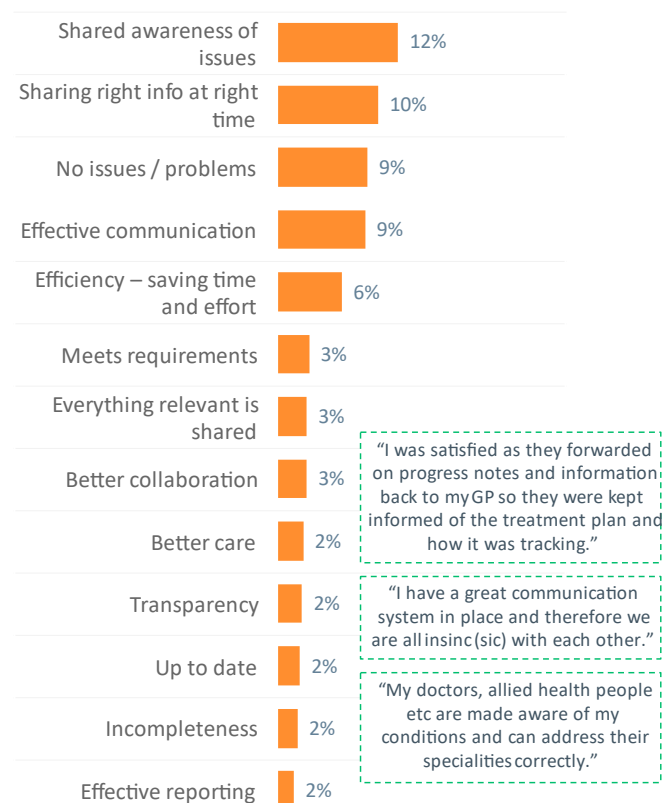 Shared awareness of
issues
12%
Sharing right info at right
time
10%
No issues / problems
9%
Effective communication
9%
Efficiency – saving time
and effort
6%
Meets requirements
3%
Everything relevant is
shared
3%
Better collaboration
3%
Better care
2%
Transparency
2%
Up to date
2%
Incompleteness
2%
Effective reporting
2%
“I was satisfied as they forwarded
on progress notes and information
back to my GP so they were kept
informed of the treatment plan and
how it was tracking.”
“I have a great communication
system in place and therefore we
are all insinc (sic) with each other.”
“My doctors, allied health people
etc are made aware of my
conditions and can address their
specialities correctly.”